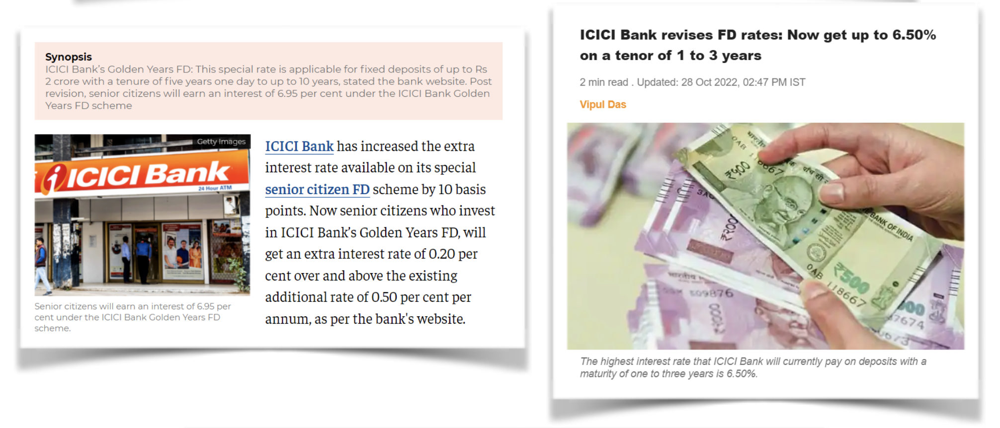 Synopsis
ICICI Bank's Golden Years FD: This special rate is applicable for fixed deposits of up to Rs
2 crore with a tenure of five years one day to up to 10 years, stated the bank website. Post
revision, senior citizens will earn an interest of 6.95 per cent under the ICICI Bank Golden
Years FD scheme
Getty Images
ICICI Bank
24 Hour ATM
Senior citizens will earn an interest of 6.95 per
cent under the ICICI Bank Golden Years FD
scheme.
ICICI Bank has increased the extra
interest rate available on its special
senior citizen FD scheme by 10 basis
points. Now senior citizens who invest
in ICICI Bank's Golden Years FD, will
get an extra interest rate of 0.20 per
cent over and above the existing
additional rate of 0.50 per cent per
annum, as per the bank's website.
ICICI Bank revises FD rates: Now get up to 6.50%
on a tenor of 1 to 3 years
2 min read . Updated: 28 Oct 2022, 02:47 PM IST
Vipul Das
₹500
BANK OF INDIA
0AB 118667
₹500
The highest interest rate that ICICI Bank will currently pay on deposits with a
maturity of one to three years is 6.50%.